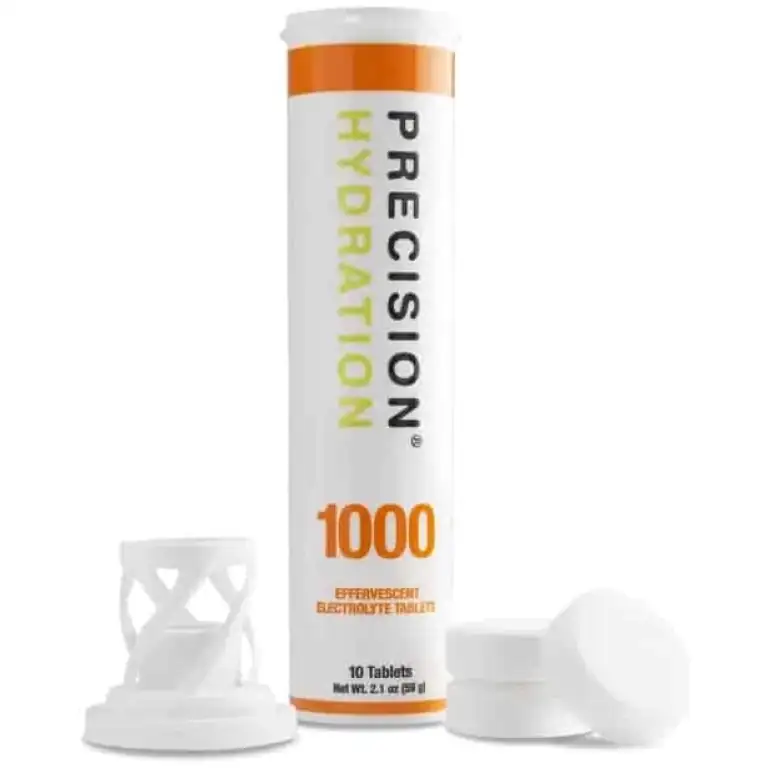 PRECISION®
HYDRATION
1000
EFFERVESCENT
ELECTROLYTE TABLETS
10 Tablets
Net Wt. 2.1 oz (59 g)